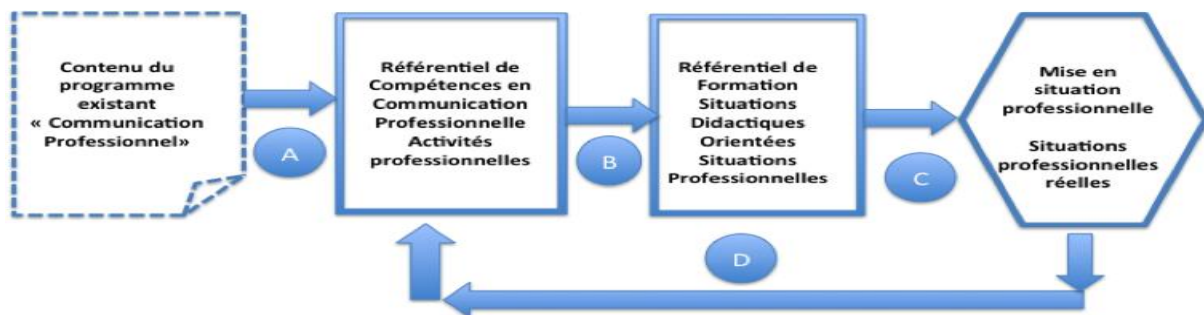 Contenu du
programme
existant
« Communication
Professionnel»
A
Référentiel de
Compétences en
Communication
Professionnelle
Activités
professionnelles
B
Référentiel de
Formation
Situations
Didactiques
Orientées
Situations
Professionnelles
C
Mise en
situation
professionnelle
Situations
professionnelles
réelles
D